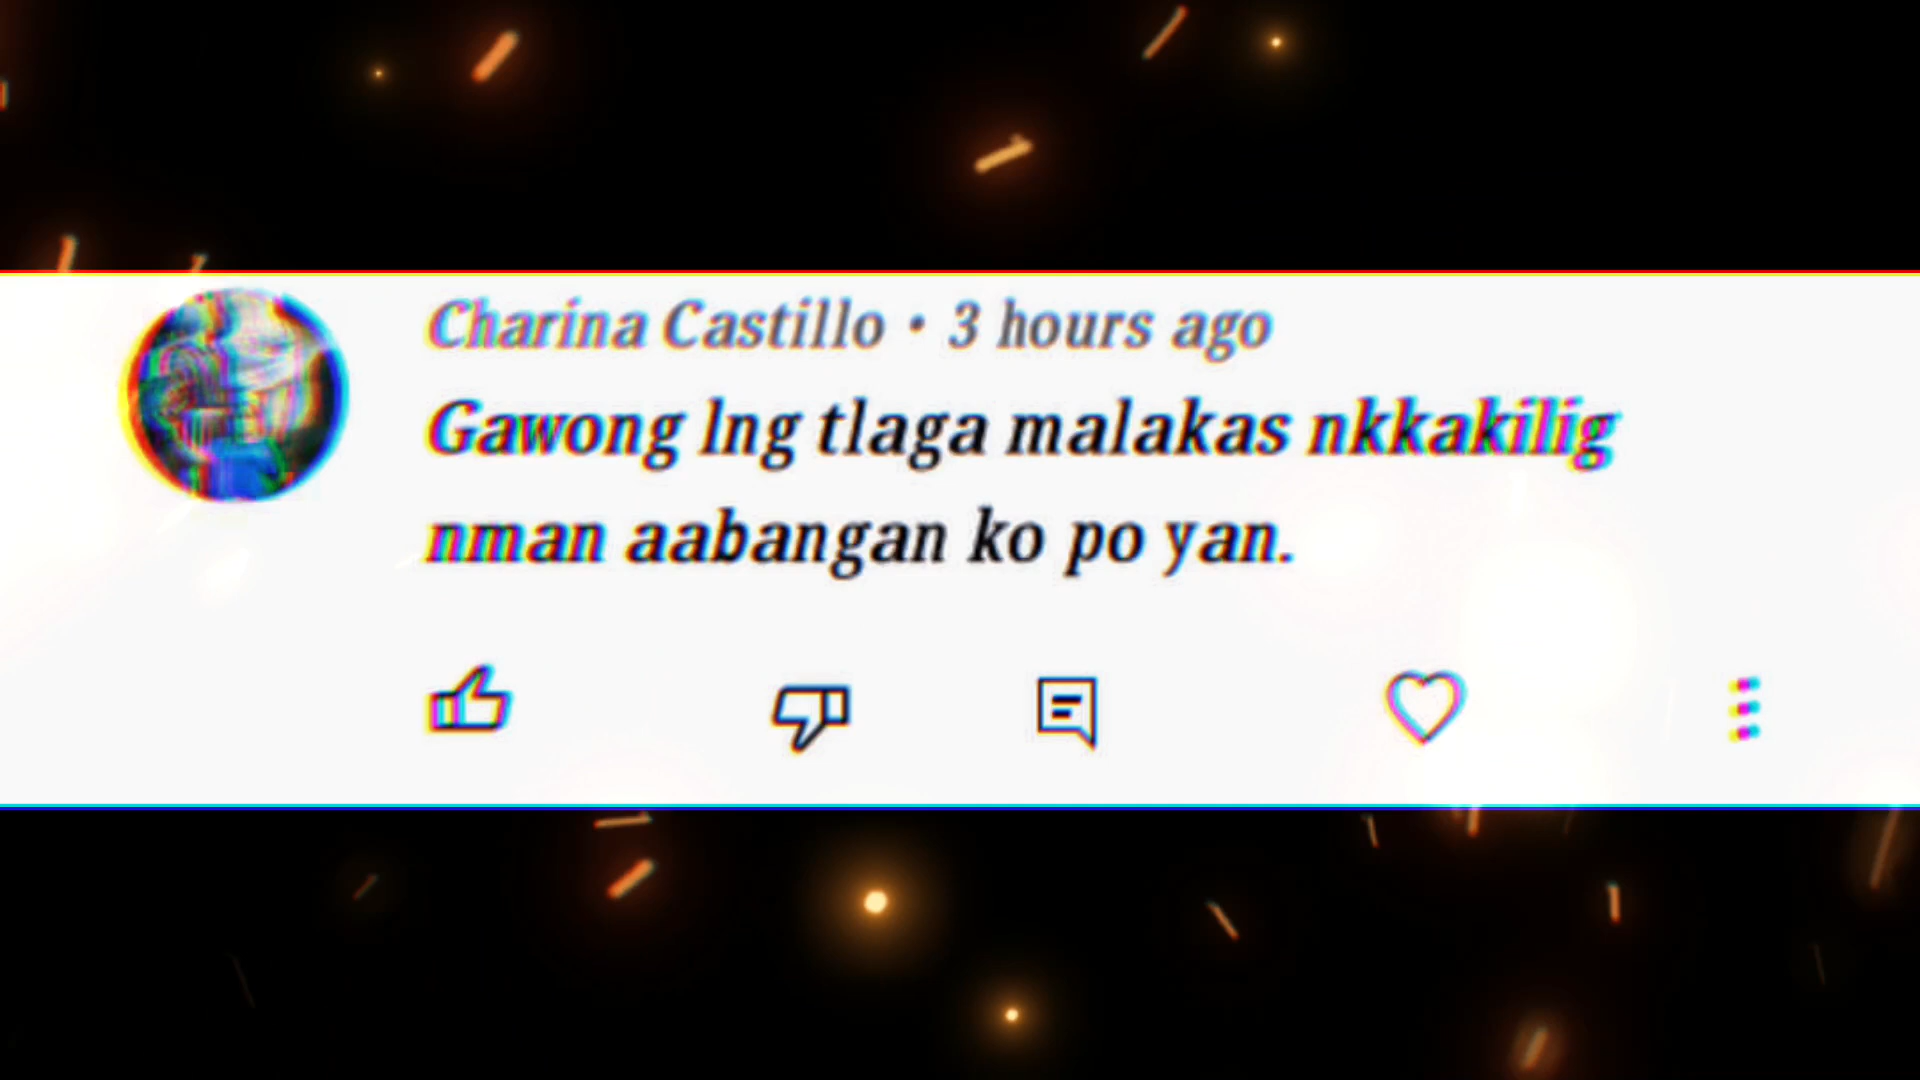 Charina Castillo • 3 hours ago
Gawong lng tlaga malakas nkkakilig
nman aabangan ko po yan.